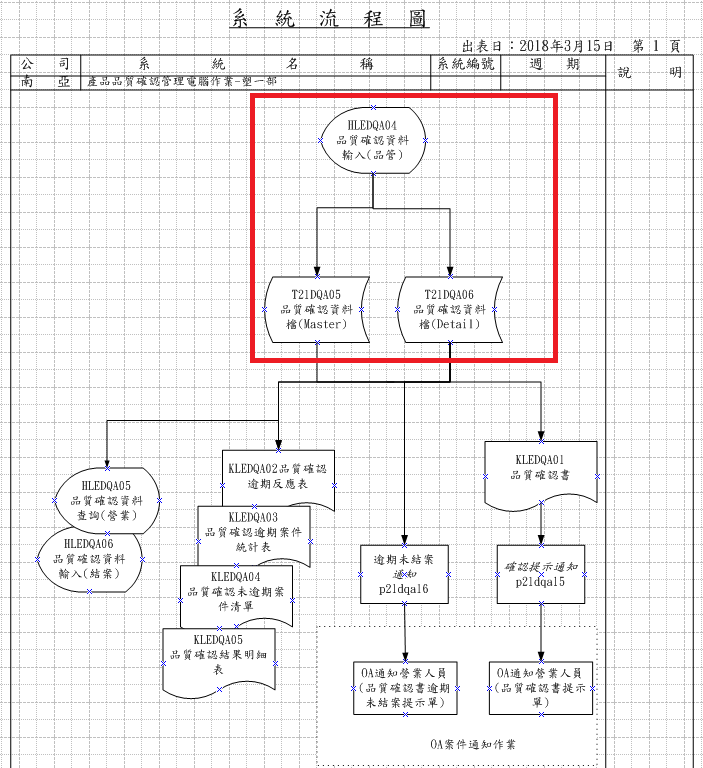 系 統 流 程 圖
出表日：2018年3月15日 第 1 頁
公 司 系 統 名 稱 系統編號 週 期 說 明
南 亞 產品品質確認管理電腦作業-塑一部
HLEDQA04
品質確認資料
輸入(品管)
T21DQA05
品質確認資料
檔(Master)
T21DQA06
品質確認資料
檔(Detail)
HLEDQA05
品質確認資料
查詢(營業)
HLEDQA06
品質確認資料
輸入(結案)
KLEDQA02品質確認
逾期反應表
KLEDQA03
品質確認逾期案件
統計表
KLEDQA04
品質確認未逾期案
件清單
KLEDQA05
品質確認結果明細
表
逾期未結案
通知
p21dqa16
KLEDQA01
品質確認書
確認提示通知
p21dqa15
OA通知營業人員
(品質確認書逾期
未結案提示單)
OA通知營業人員
(品質確認書提示
單)
OA案件通知作業